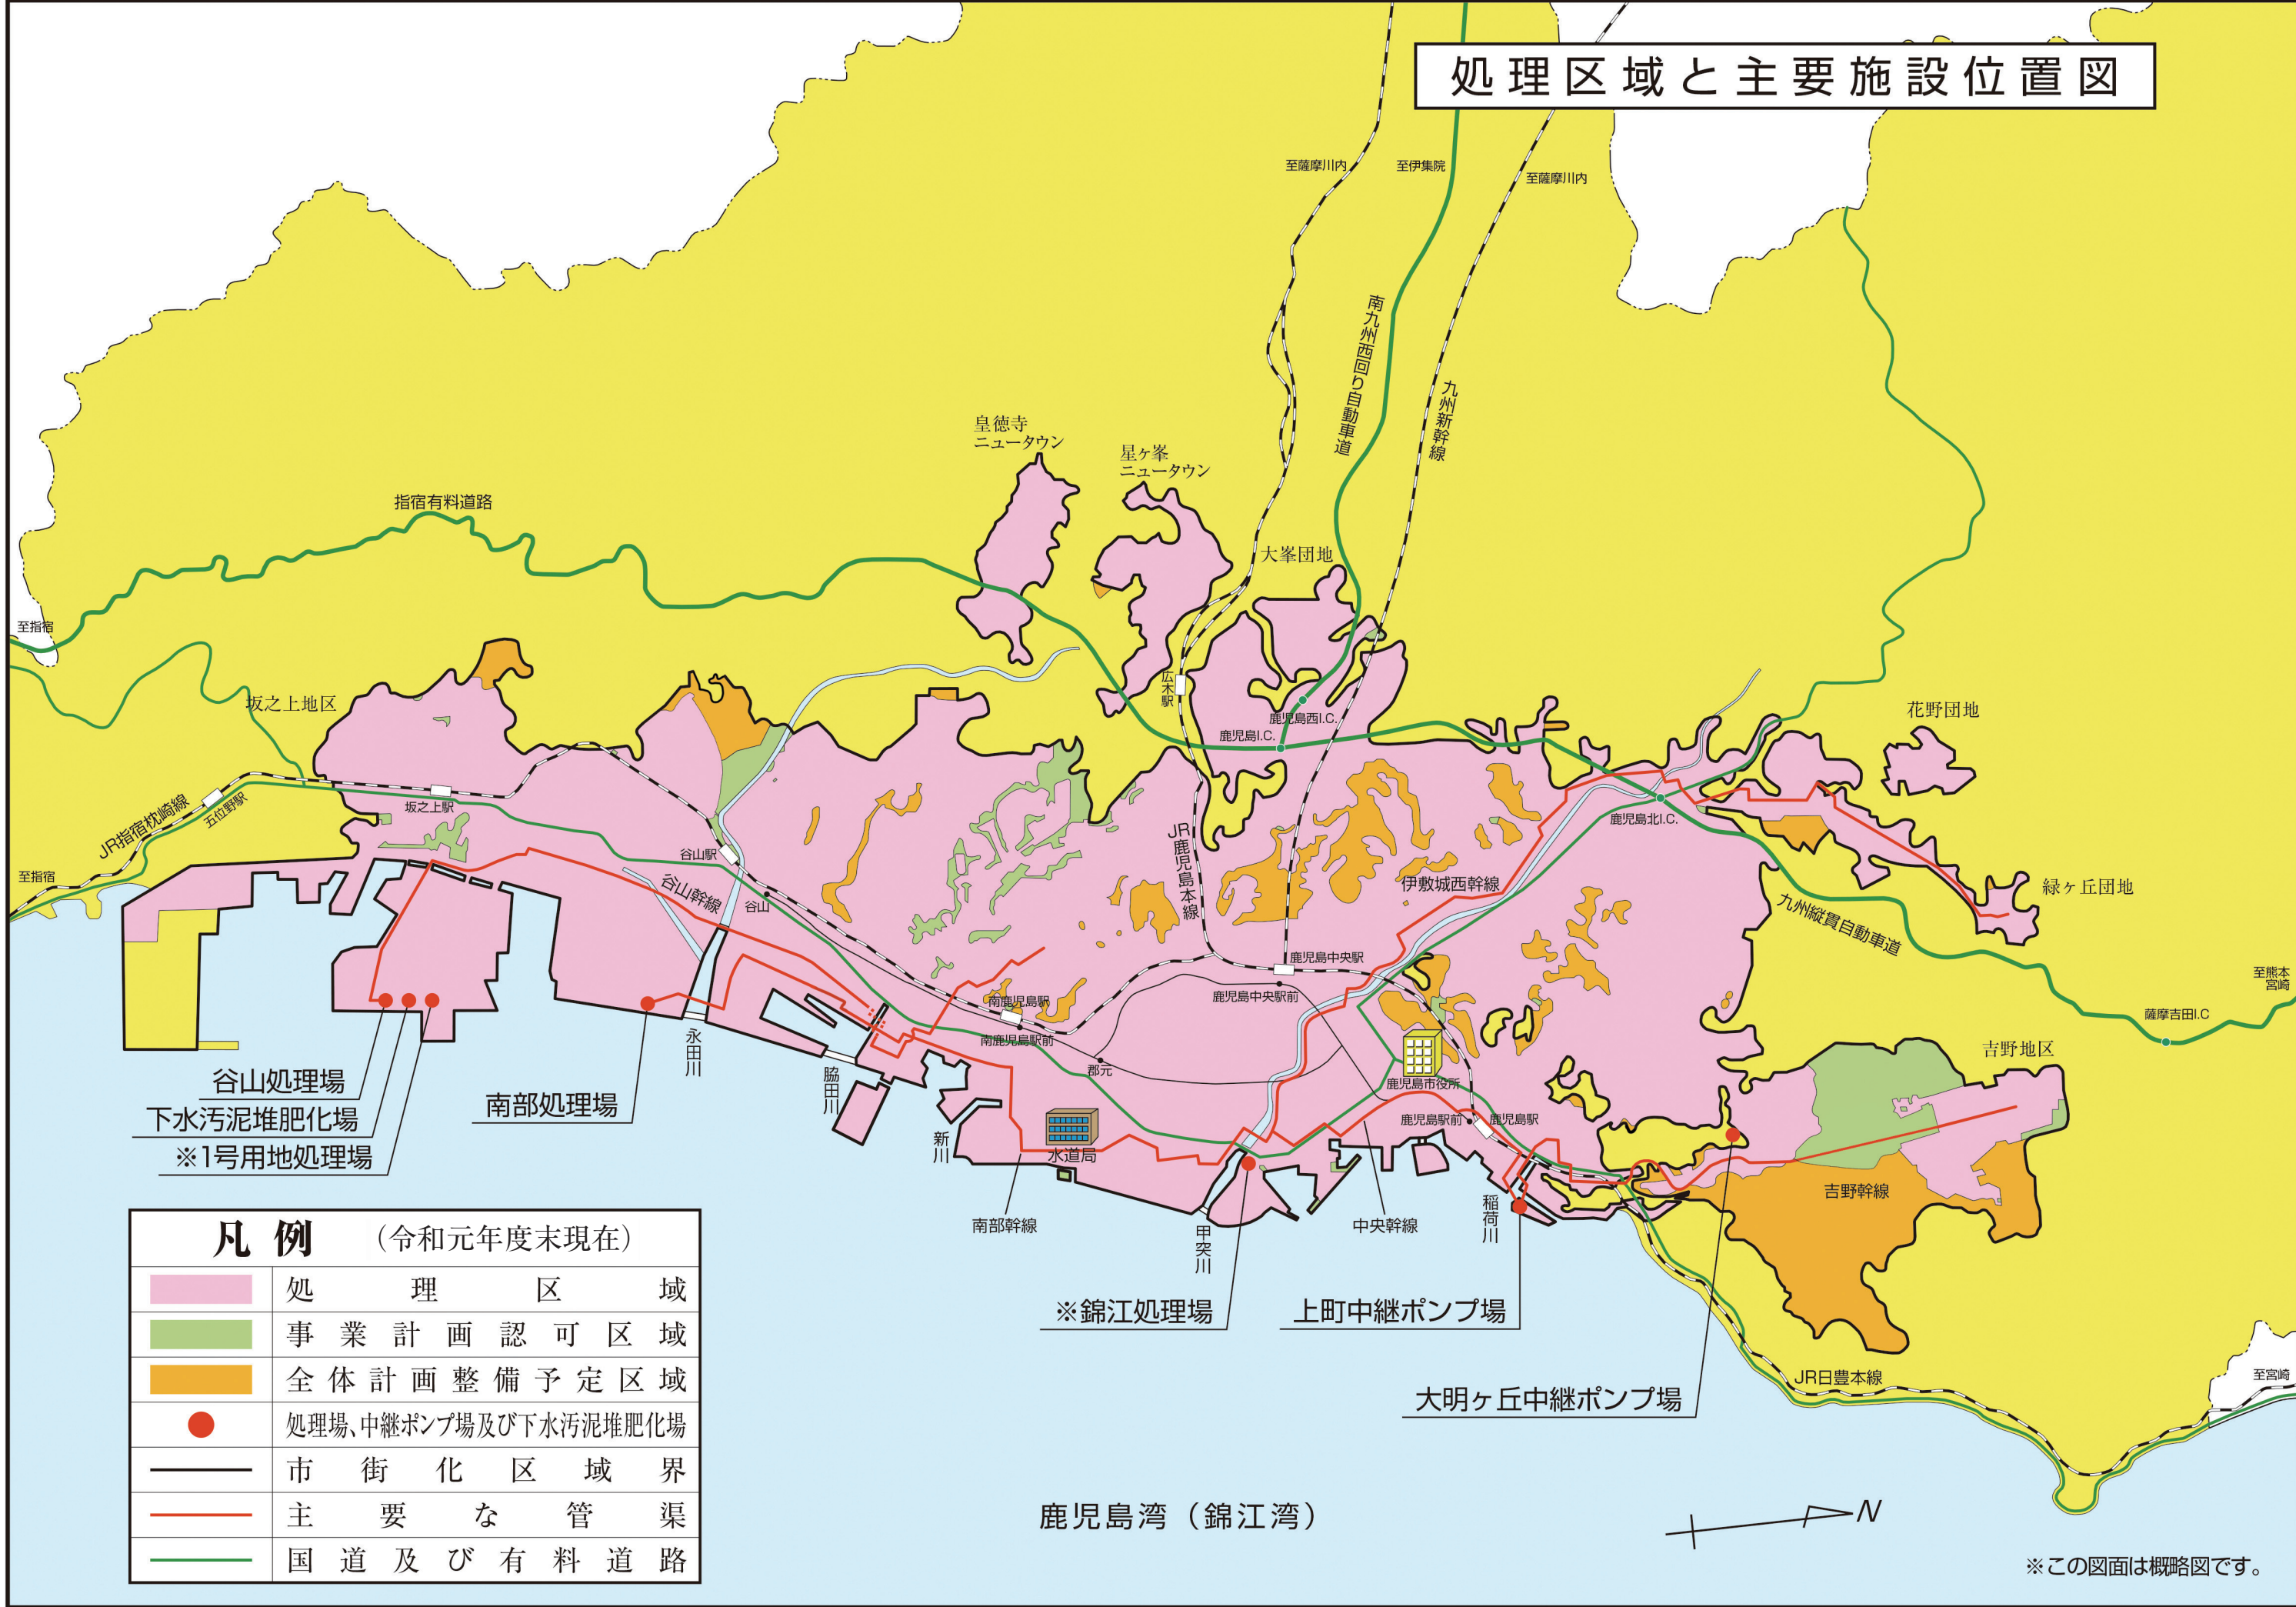 処理区域と主要施設位置図
至薩摩川内
至伊集院
至薩摩川内
南九州西回り自動車道
九州新幹線
皇徳寺
ニュータウン
星ヶ峯
ニュータウン
大峯団地
指宿有料道路
至指宿
坂之上地区
広木駅
鹿児島西I.C.
鹿児島I.C.
花野団地
JR指宿枕崎線
五位野駅
坂之上駅
至指宿
谷山駅
谷山幹線
谷山
JR鹿児島本線
伊敷城西幹線
鹿児島北I.C.
緑ヶ丘団地
九州縦貫自動車道
至熊本
宮崎
薩摩吉田I.C
鹿児島中央駅
鹿児島中央駅前
南鹿児島駅
南鹿児島駅前
郡元
鹿児島市役所
吉野地区
谷山処理場
下水汚泥堆肥化場
※1号用地処理場
南部処理場
永田川
脇田川
新川
水道局
鹿児島駅前
鹿児島駅
南部幹線
甲突川
中央幹線
稲荷川
吉野幹線
※錦江処理場
上町中継ポンプ場
大明ヶ丘中継ポンプ場
JR日豊本線
至宮崎
凡例 (令和元年度末現在)
処理区域
事業計画認可区域
全体計画整備予定区域
処理場、中継ポンプ場及び下水汚泥堆肥化場
市街化区域界
主要な管渠
国道及び有料道路
鹿児島湾(錦江湾)
N
※この図面は概略図です。